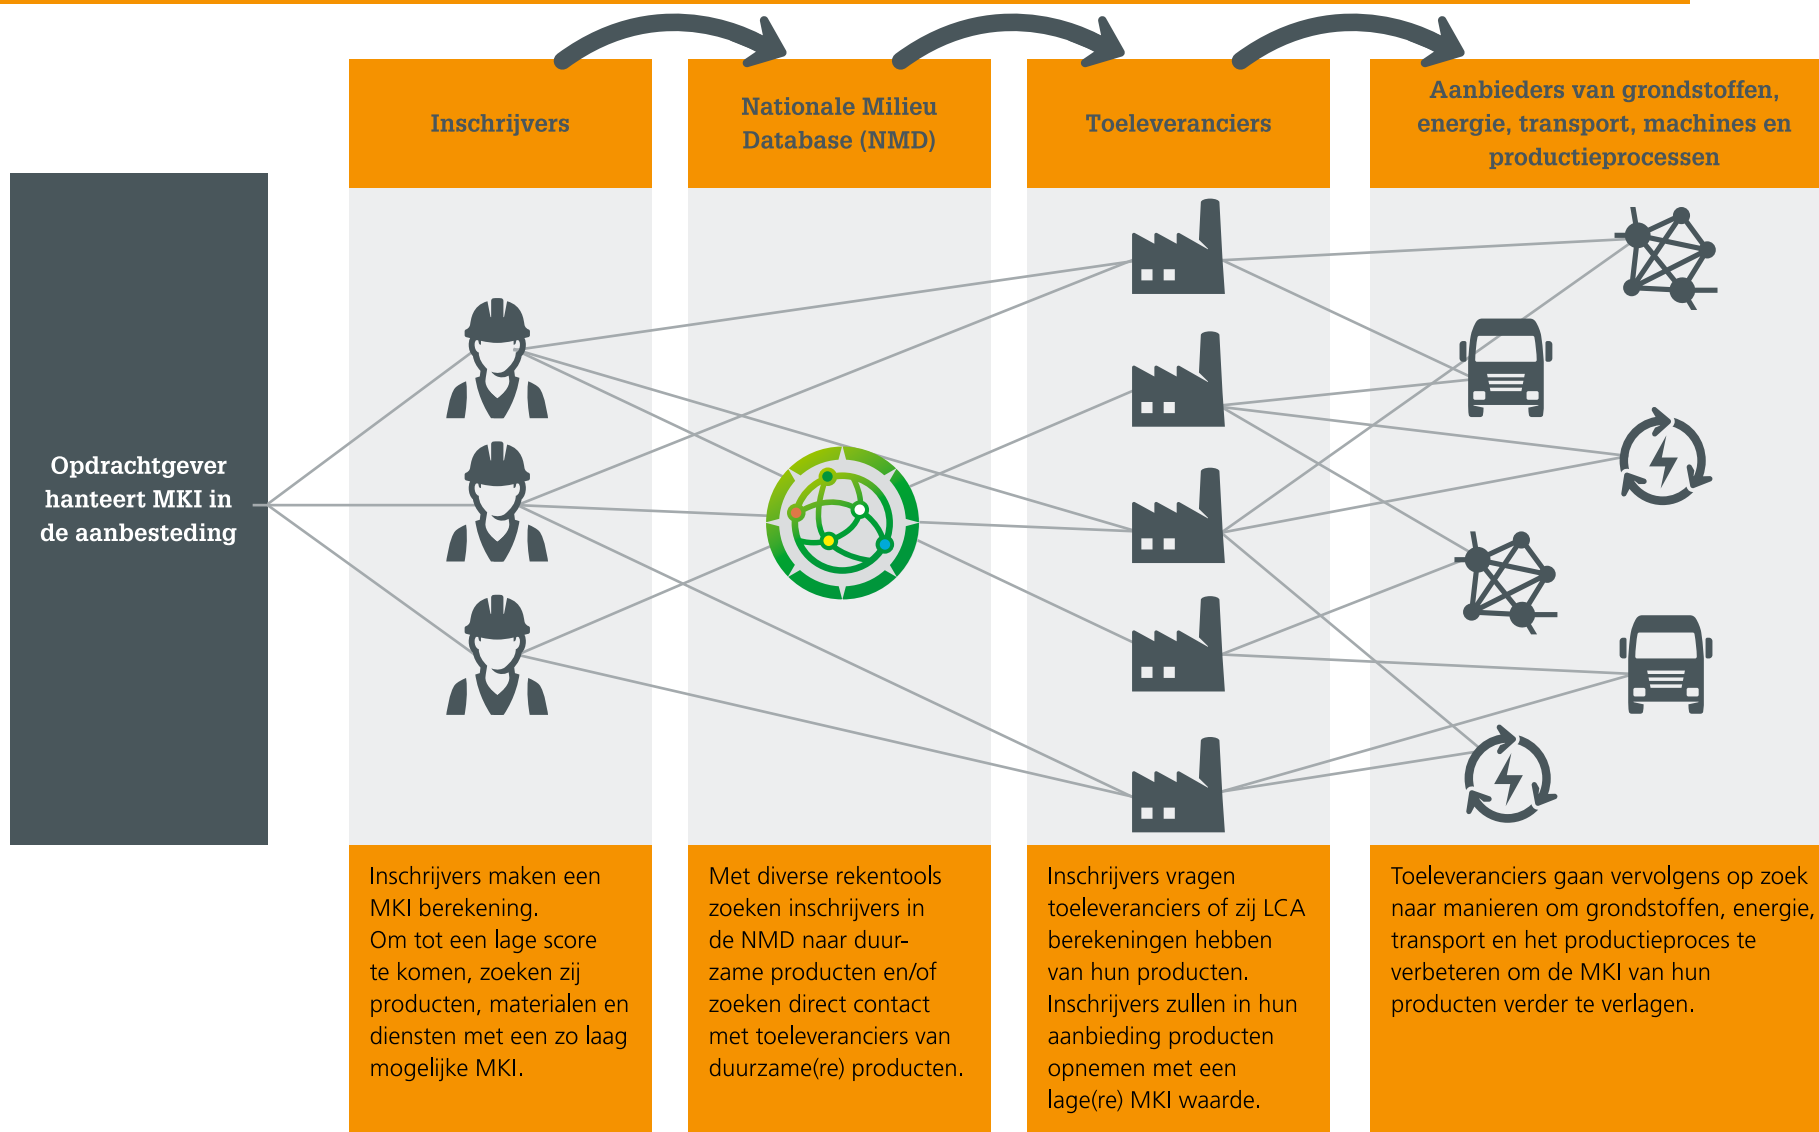 Opdrachtgever
hanteert MKI in
de aanbesteding
Inschrijvers
Inschrijvers maken een
MKI berekening.
Om tot een lage score
te komen, zoeken zij
producten, materialen en
diensten met een zo laag
mogelijke MKI.
Nationale Milieu
Database (NMD)
Met diverse rekentools
zoeken inschrijvers in
de NMD naar duur-
zame producten en/of
zoeken direct contact
met toeleveranciers van
duurzame(re) producten.
Toeleveranciers
Inschrijvers vragen
toeleveranciers of zij LCA
berekeningen hebben
van hun producten.
Inschrijvers zullen in hun
aanbieding producten
opnemen met een
lage(re) MKI waarde.
Aanbieders van grondstoffen,
energie, transport, machines en
productieprocessen
Toeleveranciers gaan vervolgens op zoek
naar manieren om grondstoffen, energie,
transport en het productieproces te
verbeteren om de MKI van hun
producten verder te verlagen.